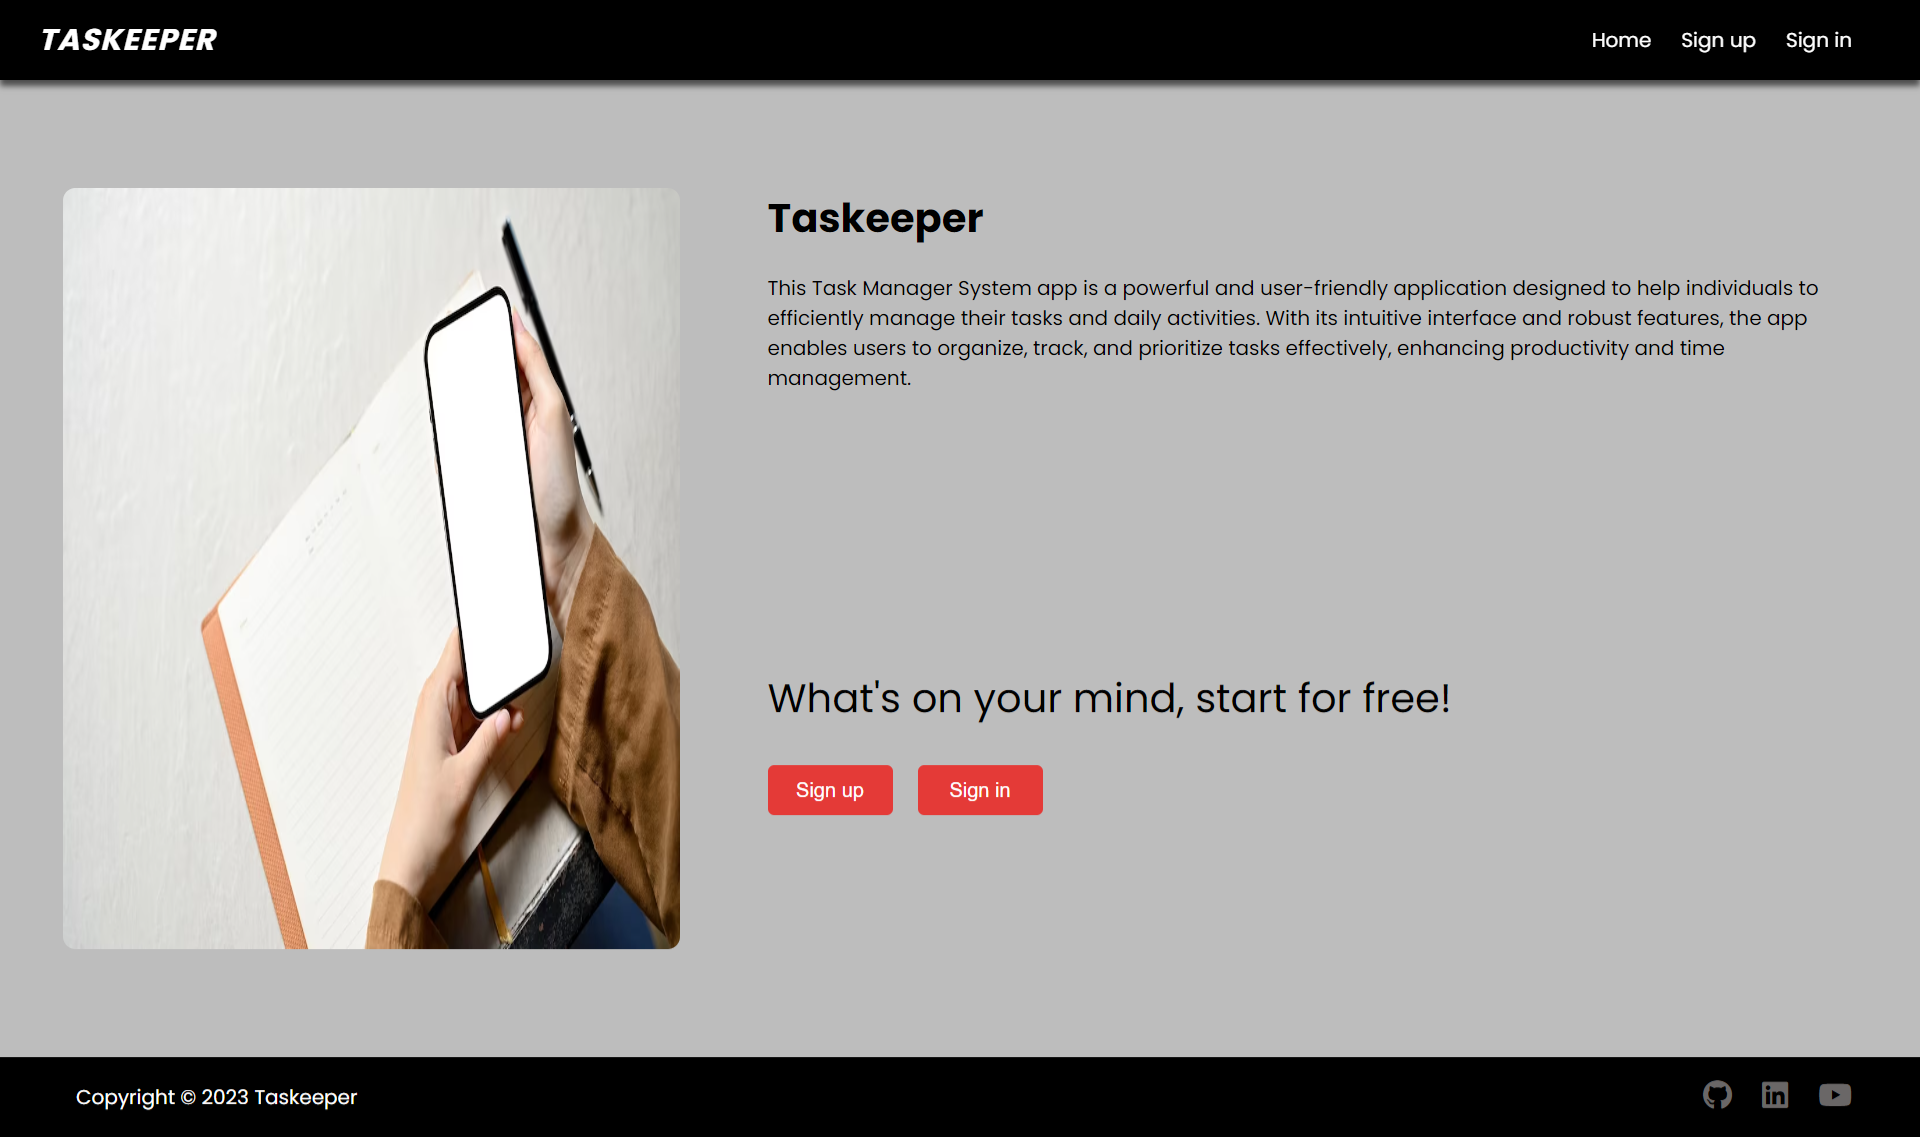 TASKEEPER
Home Sign up Sign in
Taskeeper
This Task Manager System app is a powerful and user-friendly application designed to help individuals to
efficiently manage their tasks and daily activities. With its intuitive interface and robust features, the app
enables users to organize, track, and prioritize tasks effectively, enhancing productivity and time
management.
What's on your mind, start for free!
Sign up Sign in
Copyright © 2023 Taskeeper
in